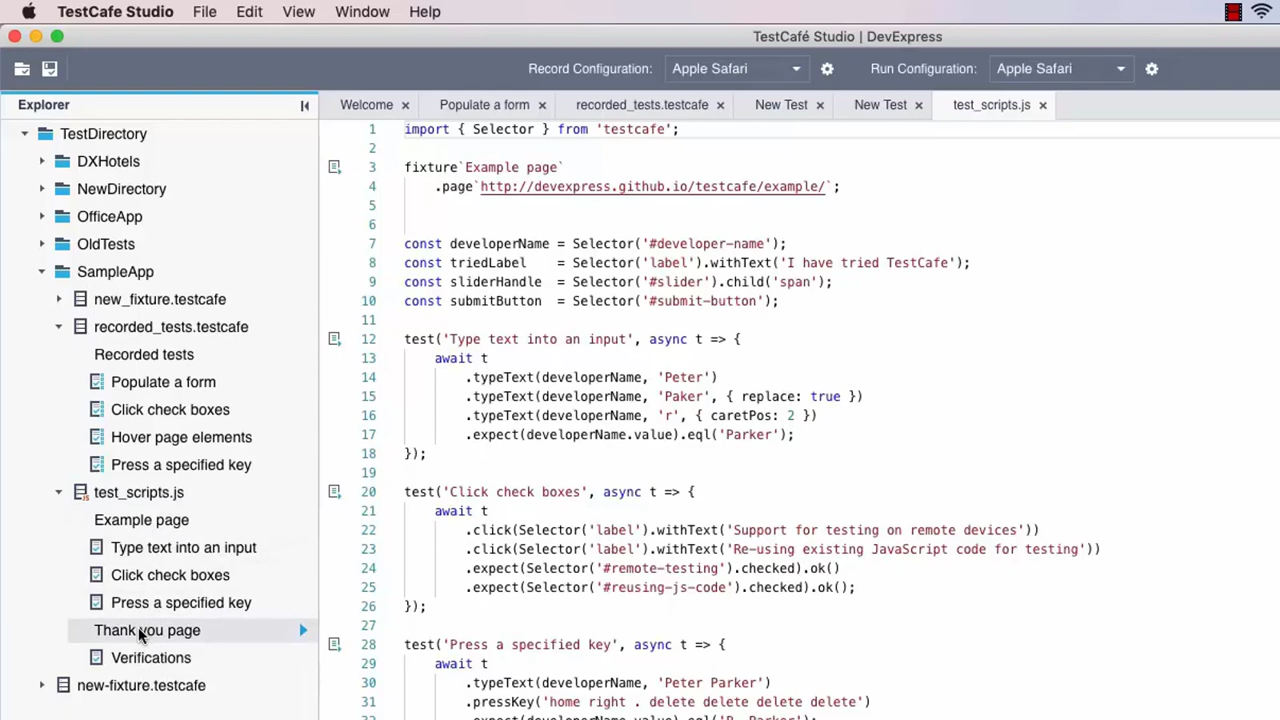 TestCafe Studio File Edit View Window Help
TestCafé Studio | DevExpress
Record Configuration: Apple Safari Run Configuration: Apple Safari
Explorer
Welcome × Populate a form × recorded_tests.testcafe × New Test × New Test × test_scripts.js ×
TestDirectory
DXHotels
NewDirectory
OfficeApp
OldTests
SampleApp
new_fixture.testcafe
recorded_tests.testcafe
Recorded tests
Populate a form
Click check boxes
Hover page elements
Press a specified key
test_scripts.js
Example page
Type text into an input
Click check boxes
Press a specified key
Thank you page
Verifications
new-fixture.testcafe
1 import { Selector } from 'testcafe';
2
3 fixture`Example page`
4 .page`http://devexpress.github.io/testcafe/example/`;
5
6
7 const developerName = Selector('#developer-name');
8 const triedLabel = Selector('label').withText('I have tried TestCafe');
9 const sliderHandle = Selector('#slider').child('span');
10 const submitButton = Selector('#submit-button');
11
12 test('Type text into an input', async t => {
13 await t
14 .typeText(developerName, 'Peter')
15 .typeText(developerName, 'Paker', { replace: true })
16 .typeText(developerName, 'r', { caretPos: 2 })
17 .expect(developerName.value).eql('Parker');
18 });
19
20 test('Click check boxes', async t => {
21 await t
22 .click(Selector('label').withText('Support for testing on remote devices'))
23 .click(Selector('label').withText('Re-using existing JavaScript code for testing'))
24 .expect(Selector('#remote-testing').checked).ok()
25 .expect(Selector('#reusing-js-code').checked).ok();
26 });
27
28 test('Press a specified key', async t => {
29 await t
30 .typeText(developerName, 'Peter Parker')
31 .pressKey('home right . delete delete delete delete')
32 .expect(developerName.value).eql('P. Parker');